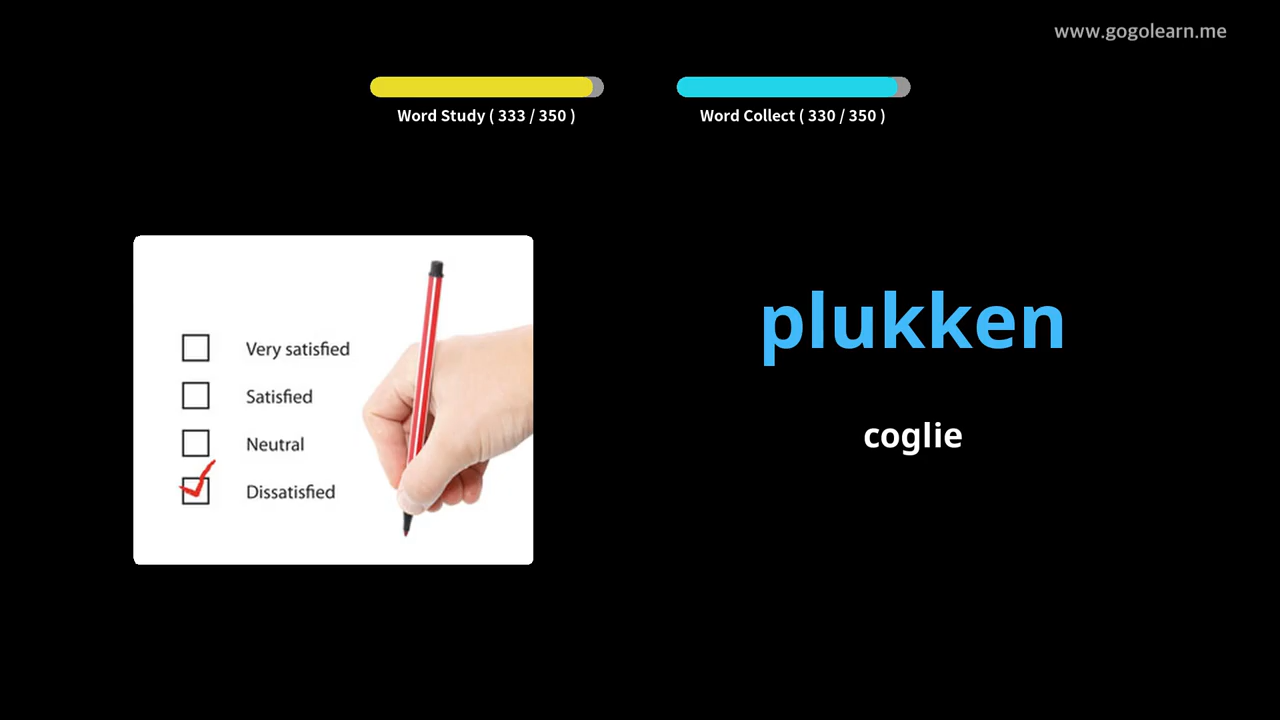 www.gogolearn.me
Word Study ( 333 / 350 )
Word Collect ( 330 / 350 )
Very satisfied
Satisfied
Neutral
Dissatisfied
plukken
coglie